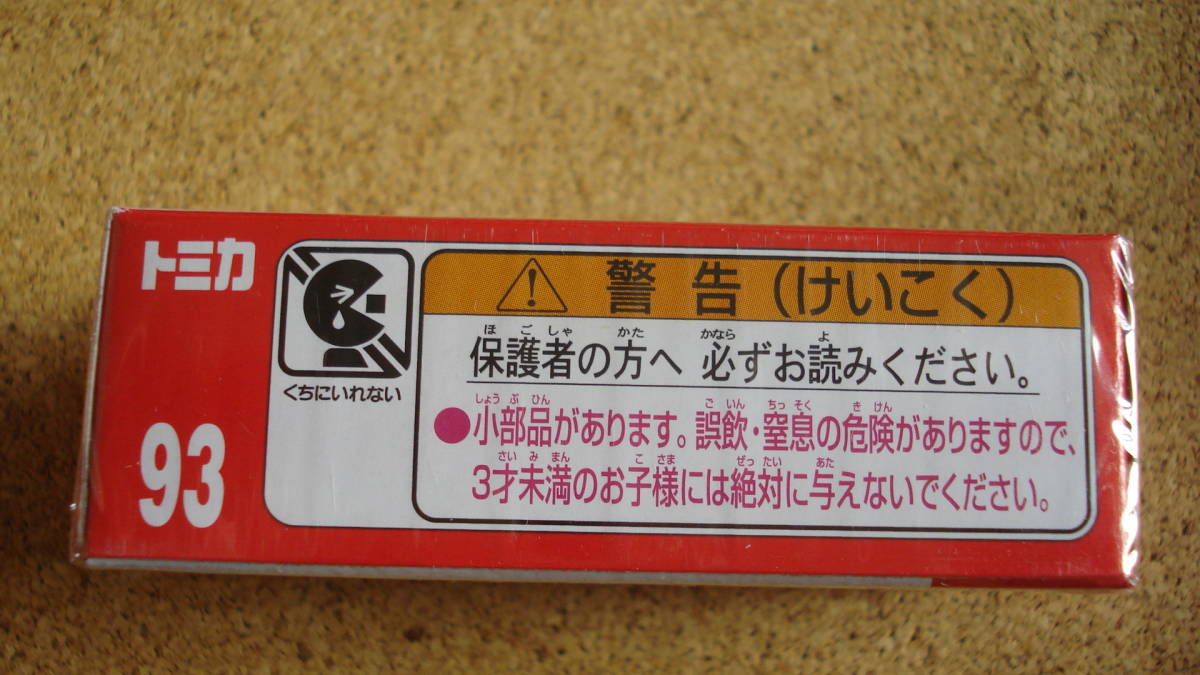 トミカ
93
くちにいれない
警告(けいこく)
ほごしゃ かた かなら よ
保護者の方へ 必ずお読みください。
しょうぶひん ごいん ちっそく きけん
●小部品があります。誤飲・窒息の危険がありますので、
さいみまん こさま ぜったい あた
3才未満のお子様には絶対に与えないでください。